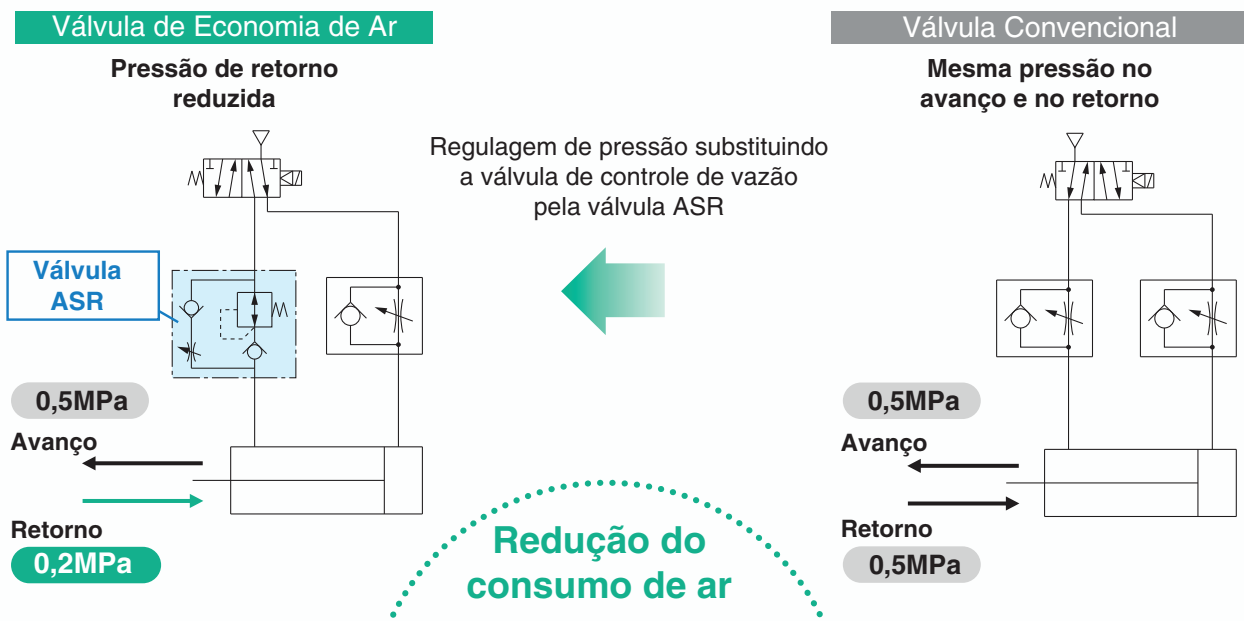 Válvula de Economia de Ar
Pressão de retorno
reduzida
Válvula
ASR
0,5MPa
Avanço
Retorno
0,2MPa
Regulagem de pressão substituindo
a válvula de controle de vazão
pela válvula ASR
Redução do
consumo de ar
Válvula Convencional
Mesma pressão no
avanço e no retorno
0,5MPa
Avanço
Retorno
0,5MPa